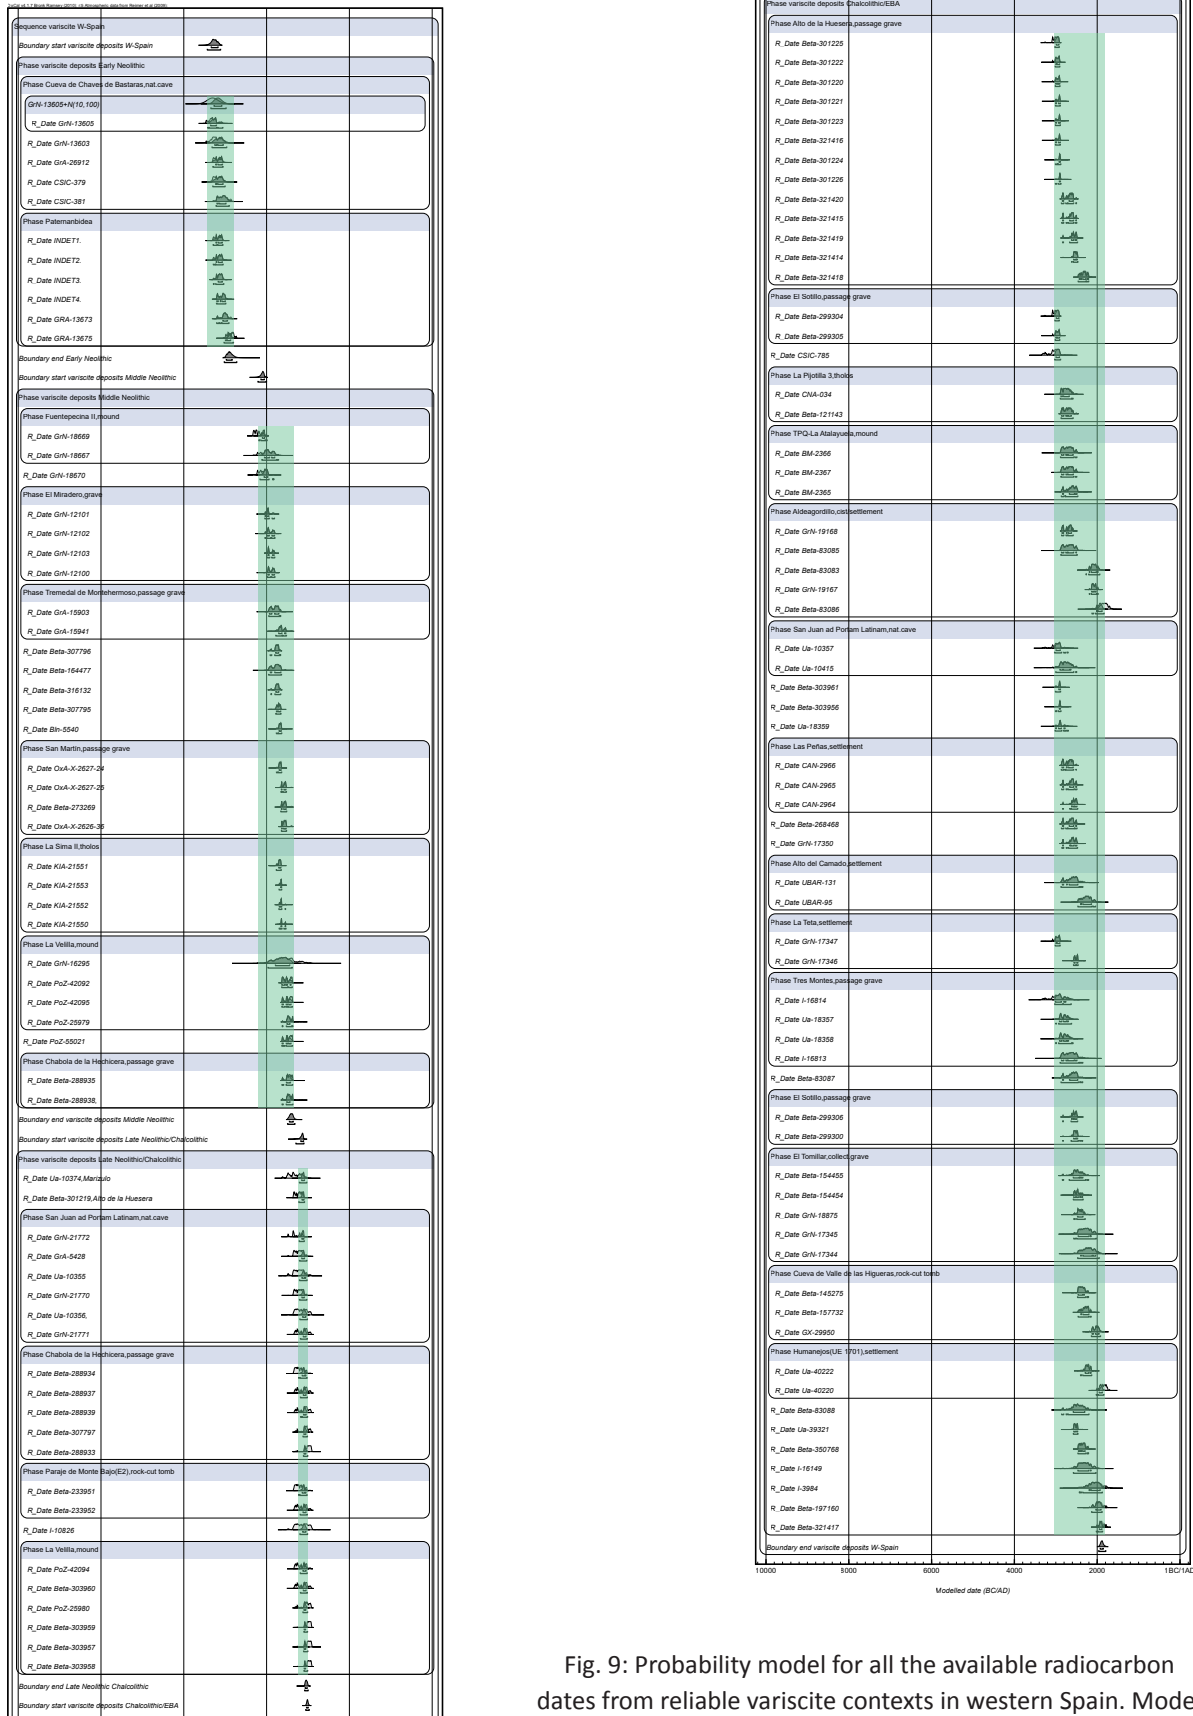 OxCal v4.1.7 Bronk Ramsey (2010); r:5 Atmospheric data from Reimer et al (2009);
Sequence variscite W-Spain
Boundary start variscite deposits W-Spain
Phase variscite deposits Early Neolithic
Phase Cueva de Chaves de Bastaras,nat.cave
GrN-13605+N(10,100)
R_Date GrN-13605
R_Date GrN-13603
R_Date GrA-26912
R_Date CSIC-379
R_Date CSIC-381
Phase Paternanbidea
R_Date INDET1.
R_Date INDET2.
R_Date INDET3.
R_Date INDET4.
R_Date GRA-13673
R_Date GRA-13675
Boundary end Early Neolithic
Boundary start variscite deposits Middle Neolithic
Phase variscite deposits Middle Neolithic
Phase Fuentepecina II,mound
R_Date GrN-18669
R_Date GrN-18667
R_Date GrN-18670
Phase El Miradero,grave
R_Date GrN-12101
R_Date GrN-12102
R_Date GrN-12103
R_Date GrN-12100
Phase Tremedal de Montehermoso,passage grave
R_Date GrA-15903
R_Date GrA-15941
R_Date Beta-307796
R_Date Beta-164477
R_Date Beta-316132
R_Date Beta-307795
R_Date Bln-5540
Phase San Martín,passage grave
R_Date OxA-X-2627-24
R_Date OxA-X-2627-25
R_Date Beta-273269
R_Date OxA-X-2626-36
Phase La Sima II,tholos
R_Date KIA-21551
R_Date KIA-21553
R_Date KIA-21552
R_Date KIA-21550
Phase La Velilla,mound
R_Date GrN-16295
R_Date PoZ-42092
R_Date PoZ-42095
R_Date PoZ-25979
R_Date PoZ-55021
Phase Chabola de la Hechicera,passage grave
R_Date Beta-288935
R_Date Beta-288938,
Boundary end variscite deposits Middle Neolithic
Boundary start variscite deposits Late Neolithic/Chalcolithic
Phase variscite deposits Late Neolithic/Chalcolithic
R_Date Ua-10374,Marizulo
R_Date Beta-301219,Alto de la Huesera
Phase San Juan ad Portam Latinam,nat.cave
R_Date GrN-21772
R_Date GrA-5428
R_Date Ua-10355
R_Date GrN-21770
R_Date Ua-10356,
R_Date GrN-21771
Phase Chabola de la Hechicera,passage grave
R_Date Beta-288934
R_Date Beta-288937
R_Date Beta-288939
R_Date Beta-307797
R_Date Beta-288933
Phase Paraje de Monte Bajo(E2),rock-cut tomb
R_Date Beta-233951
R_Date Beta-233952
R_Date I-10826
Phase La Velilla,mound
R_Date PoZ-42094
R_Date Beta-303960
R_Date PoZ-25980
R_Date Beta-303959
R_Date Beta-303957
R_Date Beta-303958
Boundary end Late Neolithic Chalcolithic
Boundary start variscite deposits Chalcolithic/EBA
Phase variscite deposits Chalcolithic/EBA
Phase Alto de la Huesera,passage grave
R_Date Beta-301225
R_Date Beta-301222
R_Date Beta-301220
R_Date Beta-301221
R_Date Beta-301223
R_Date Beta-321416
R_Date Beta-301224
R_Date Beta-301226
R_Date Beta-321420
R_Date Beta-321415
R_Date Beta-321419
R_Date Beta-321414
R_Date Beta-321418
Phase El Sotillo,passage grave
R_Date Beta-299304
R_Date Beta-299305
R_Date CSIC-785
Phase La Pijotilla 3,tholos
R_Date CNA-034
R_Date Beta-121143
Phase TPQ-La Atalayuela,mound
R_Date BM-2366
R_Date BM-2367
R_Date BM-2365
Phase Aldeagordillo,cist/settlement
R_Date GrN-19168
R_Date Beta-83085
R_Date Beta-83083
R_Date GrN-19167
R_Date Beta-83086
Phase San Juan ad Portam Latinam,nat.cave
R_Date Ua-10357
R_Date Ua-10415
R_Date Beta-303961
R_Date Beta-303956
R_Date Ua-18359
Phase Las Peñas,settlement
R_Date CAN-2966
R_Date CAN-2965
R_Date CAN-2964
R_Date Beta-268468
R_Date GrN-17350
Phase Alto del Camado,settlement
R_Date UBAR-131
R_Date UBAR-95
Phase La Teta,settlement
R_Date GrN-17347
R_Date GrN-17346
Phase Tres Montes,passage grave
R_Date I-16814
R_Date Ua-18357
R_Date Ua-18358
R_Date I-16813
R_Date Beta-83087
Phase El Sotillo,passage grave
R_Date Beta-299306
R_Date Beta-299300
Phase El Tomillar,collect.grave
R_Date Beta-154455
R_Date Beta-154454
R_Date GrN-18875
R_Date GrN-17345
R_Date GrN-17344
Phase Cueva de Valle de las Higueras,rock-cut tomb
R_Date Beta-145275
R_Date Beta-157732
R_Date GX-29950
Phase Humanejos(UE 1701),settlement
R_Date Ua-40222
R_Date Ua-40220
R_Date Beta-83088
R_Date Ua-39321
R_Date Beta-350768
R_Date I-16149
R_Date I-3984
R_Date Beta-197160
R_Date Beta-321417
Boundary end variscite deposits W-Spain
10000 8000 6000 4000 2000 1BC/1AD
Modelled date (BC/AD)
Fig. 9: Probability model for all the available radiocarbon
dates from reliable variscite contexts in western Spain. Mode